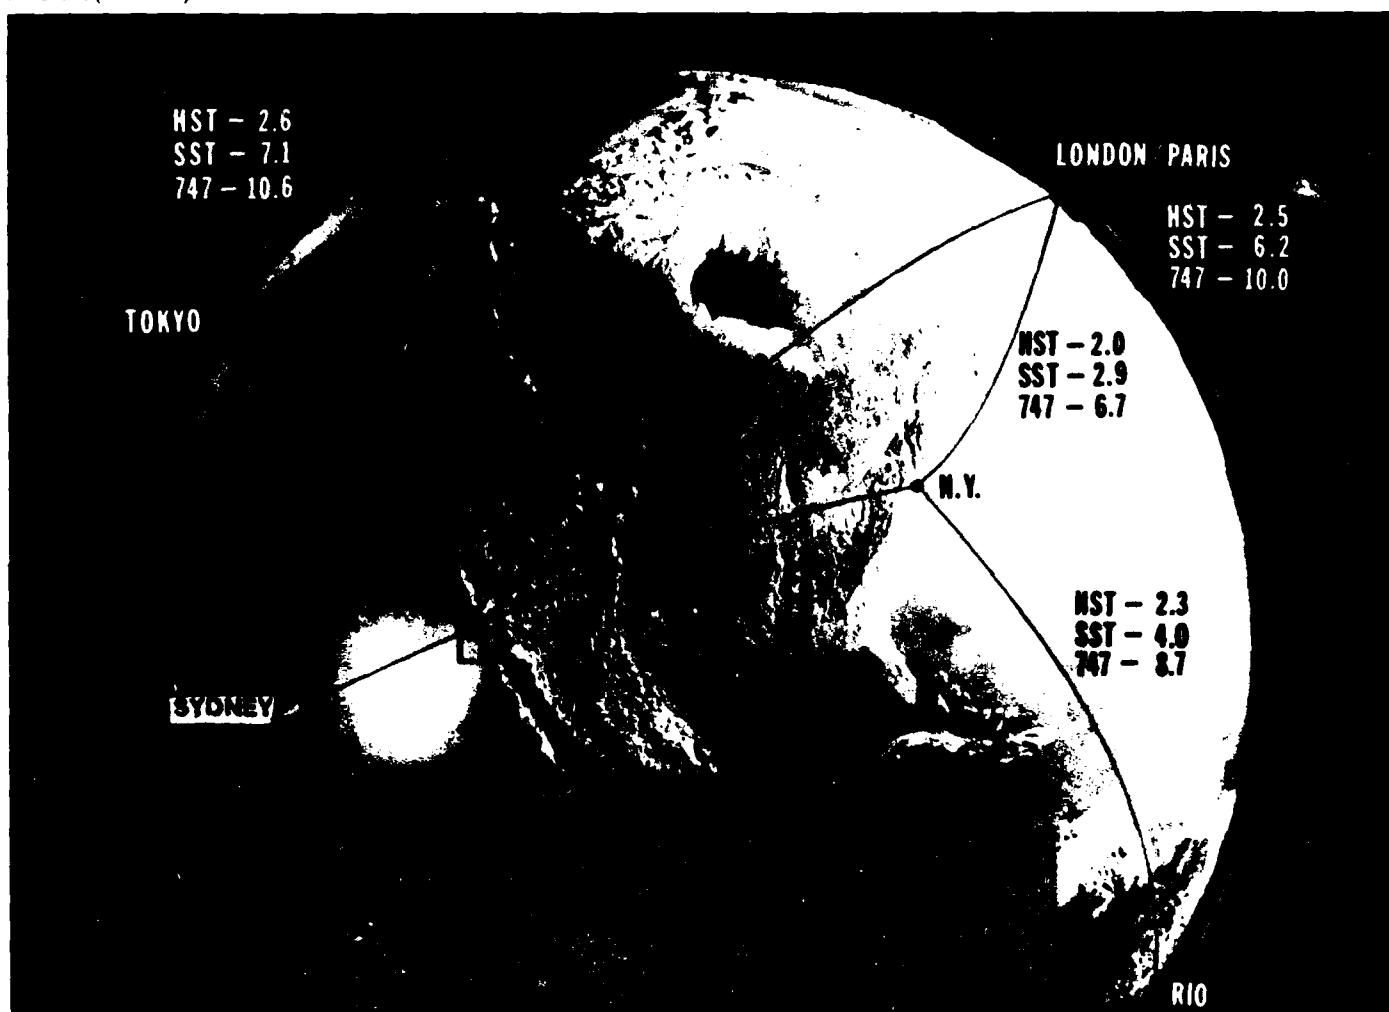 HST – 2.6
SST – 7.1
747 – 10.6
LONDON PARIS
HST – 2.5
SST – 6.2
747 – 10.0
TOKYO
HST – 2.0
SST – 2.9
747 – 6.7
N.Y.
HST – 2.3
SST – 4.0
747 – 8.7
SYDNEY
RIO